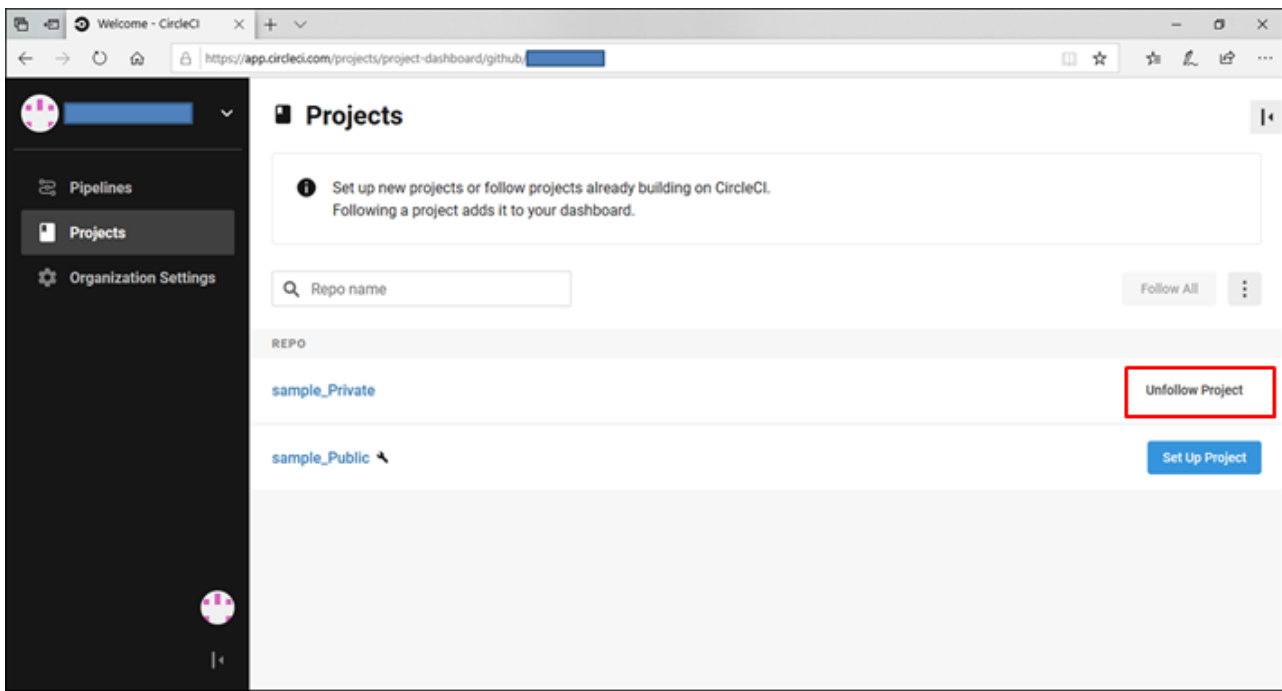 Welcome - CircleCI
https://app.circleci.com/projects/project-dashboard/github/
Projects
Set up new projects or follow projects already building on CircleCI.
Following a project adds it to your dashboard.
Pipelines
Projects
Organization Settings
Repo name
Follow All
REPO
sample_Private
Unfollow Project
sample_Public
Set Up Project